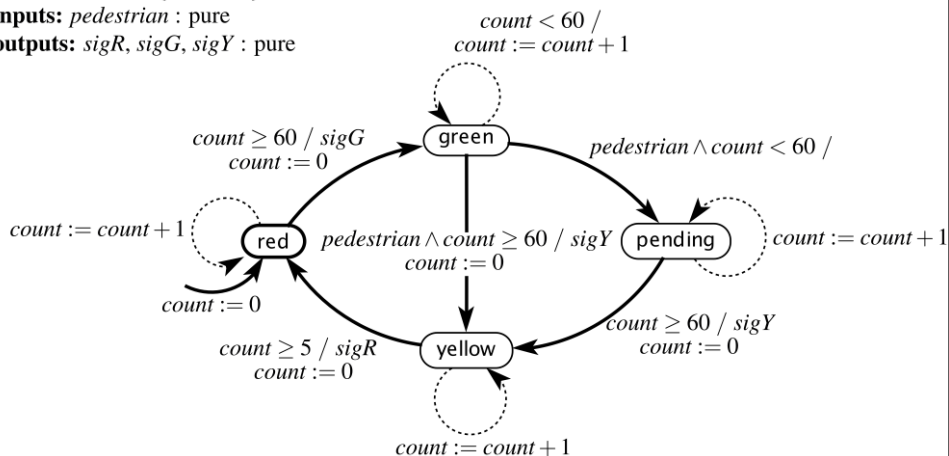 inputs: pedestrian : pure
outputs: sigR, sigG, sigY : pure
count < 60 /
count := count + 1
green
count ≥ 60 / sigG
count := 0
pedestrian ∧ count < 60 /
count := count + 1
red
pedestrian ∧ count ≥ 60 / sigY
count := 0
pending
count := count + 1
count := 0
count ≥ 5 / sigR
count := 0
yellow
count ≥ 60 / sigY
count := 0
count := count + 1